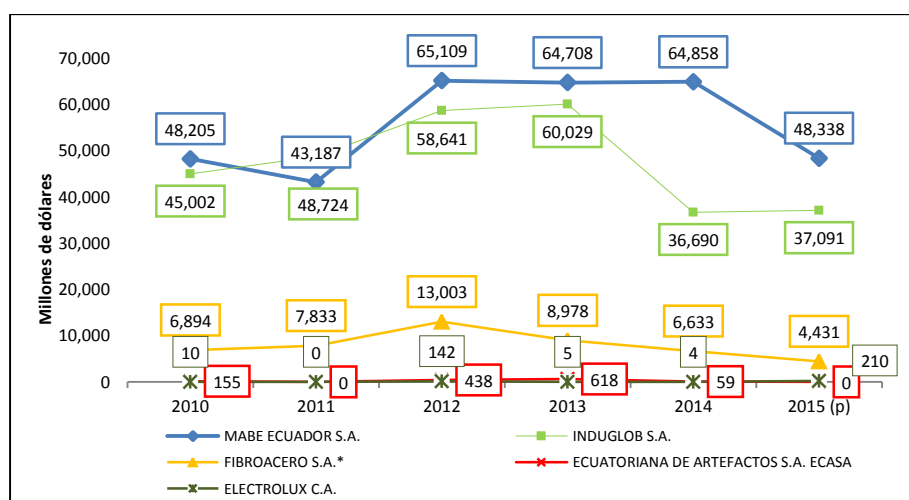 70,000
60,000
50,000
40,000
30,000
20,000
10,000
0
Millones de dólares
65,109 64,708 64,858
48,205 43,187 58,641 60,029 48,338
45,002 48,724 36,690 37,091
13,003
6,894 7,833 8,978 6,633 4,431
10 0 142 5 4 210
155 0 438 618 59 0
2010 2011 2012 2013 2014 2015 (p)
MABE ECUADOR S.A. INDUGLOB S.A.
FIBROACERO S.A.* ECUATORIANA DE ARTEFACTOS S.A. ECASA
ELECTROLUX C.A.